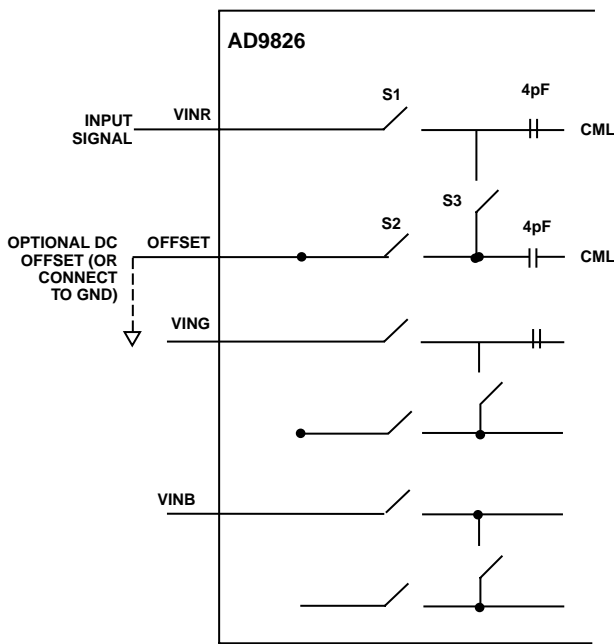 AD9826
S1
4pF
INPUT
SIGNAL
VINR
CML
S3
S2
4pF
OPTIONAL DC
OFFSET (OR
CONNECT
TO GND)
OFFSET
CML
VING
VINB